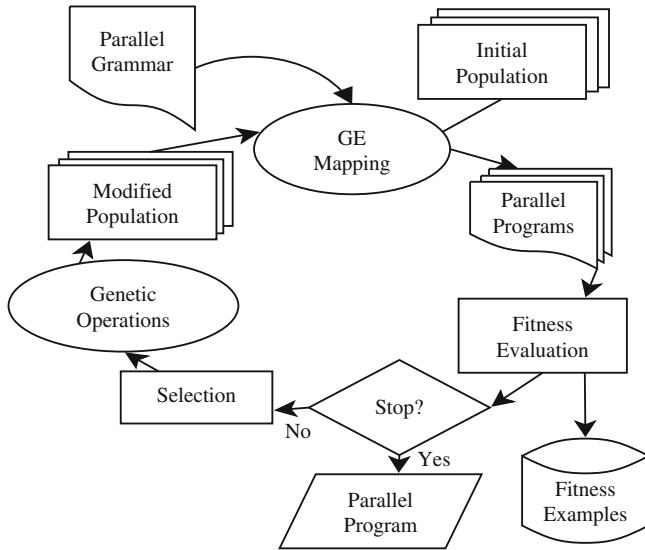 Parallel
Grammar
Initial
Population
GE
Mapping
Modified
Population
Parallel
Programs
Genetic
Operations
Fitness
Evaluation
Selection
Stop?
No
Yes
Parallel
Program
Fitness
Examples